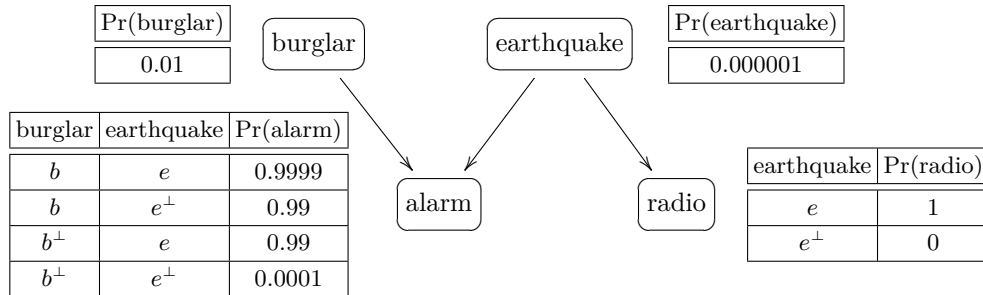 Pr(burglar)
0.01
burglar
earthquake
Pr(earthquake)
0.000001
burglar earthquake Pr(alarm)
b e 0.9999
b e⊥ 0.99
b⊥ e 0.99
b⊥ e⊥ 0.0001
alarm
radio
earthquake Pr(radio)
e 1
e⊥ 0